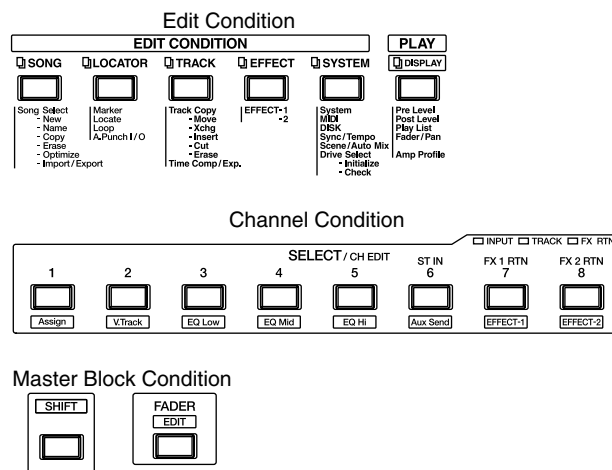 Edit Condition
EDIT CONDITION PLAY
SONG LOCATOR TRACK EFFECT SYSTEM DISPLAY
Song Select
- New
- Name
- Copy
- Erase
- Optimize
- Import/Export
Marker
Locate
Loop
A.Punch I/O
Track Copy
- Move
- Xchg
- Insert
- Cut
- Erase
Time Comp/Exp.
EFFECT-1
-2
System
MIDI
DISK
Sync/Tempo
Scene/Auto Mix
Drive Select
- Initialize
- Check
Pre Level
Post Level
Play List
Fader/Pan
Amp Profile
Channel Condition
INPUT TRACK FX RTN
SELECT/CH EDIT
1 2 3 4 5 ST IN 6 FX 1 RTN 7 FX 2 RTN 8
Assign V.Track EQ Low EQ Mid EQ Hi Aux Send EFFECT-1 EFFECT-2
Master Block Condition
SHIFT
FADER
EDIT